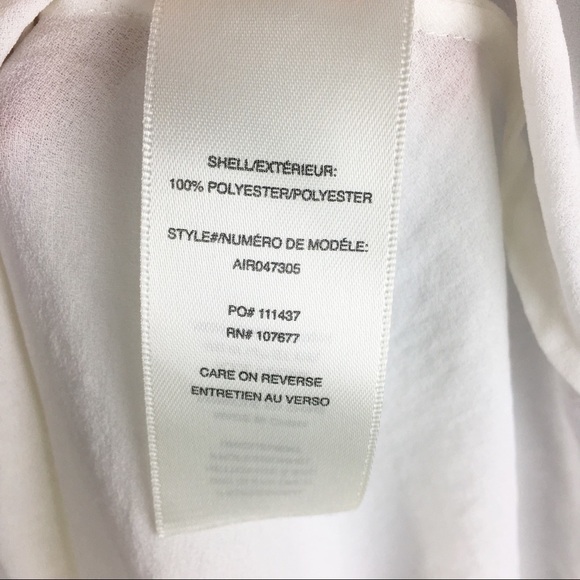 SHELL/EXTÉRIEUR:
100% POLYESTER/POLYESTER
STYLE#/NUMÉRO DE MODÉLE:
AIR047305
PO# 111437
RN# 107677
CARE ON REVERSE
ENTRETIEN AU VERSO